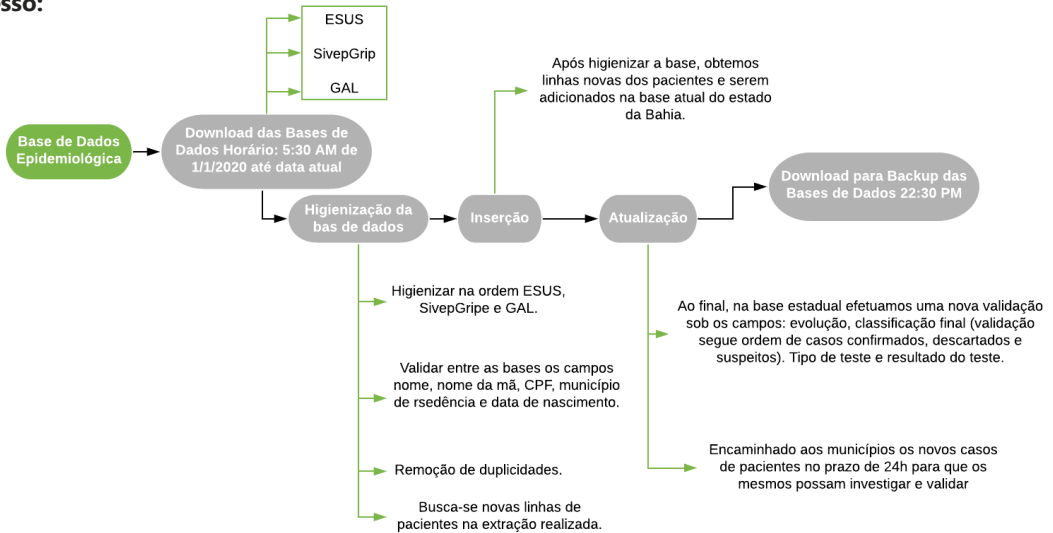 esso:
ESUS
SivepGrip
GAL
Após higienizar a base, obtemos
linhas novas dos pacientes e serem
adicionados na base atual do estado
da Bahia.
Base de Dados
Epidemiológica
Download das Bases de
Dados Horário: 5:30 AM de
1/1/2020 até data atual
Download para Backup das
Bases de Dados 22:30 PM
Higienização da
bas de dados
Inserção
Atualização
Higienizar na ordem ESUS,
SivepGripe e GAL.
Validar entre as bases os campos
nome, nome da mã, CPF, município
de rsedência e data de nascimento.
Remoção de duplicidades.
Busca-se novas linhas de
pacientes na extração realizada.
Ao final, na base estadual efetuamos uma nova validação
sob os campos: evolução, classificação final (validação
segue ordem de casos confirmados, descartados e
suspeitos). Tipo de teste e resultado do teste.
Encaminhado aos municípios os novos casos
de pacientes no prazo de 24h para que os
mesmos possam investigar e validar